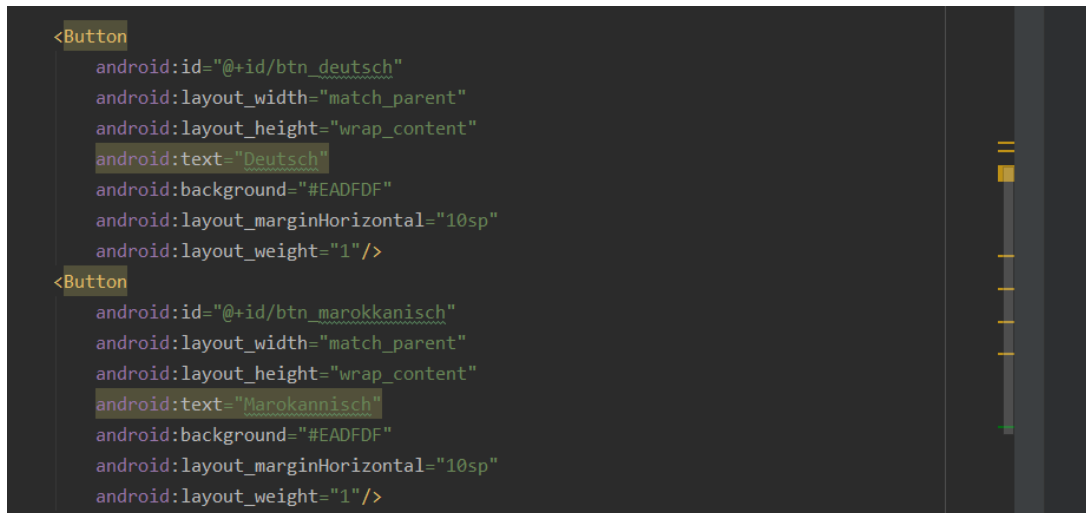 <Button
android:id="@+id/btn_deutsch"
android:layout_width="match_parent"
android:layout_height="wrap_content"
android:text="Deutsch"
android:background="#EADFDF"
android:layout_marginHorizontal="10sp"
android:layout_weight="1"/>
<Button
android:id="@+id/btn_marokkanisch"
android:layout_width="match_parent"
android:layout_height="wrap_content"
android:text="Marokannisch"
android:background="#EADFDF"
android:layout_marginHorizontal="10sp"
android:layout_weight="1"/>